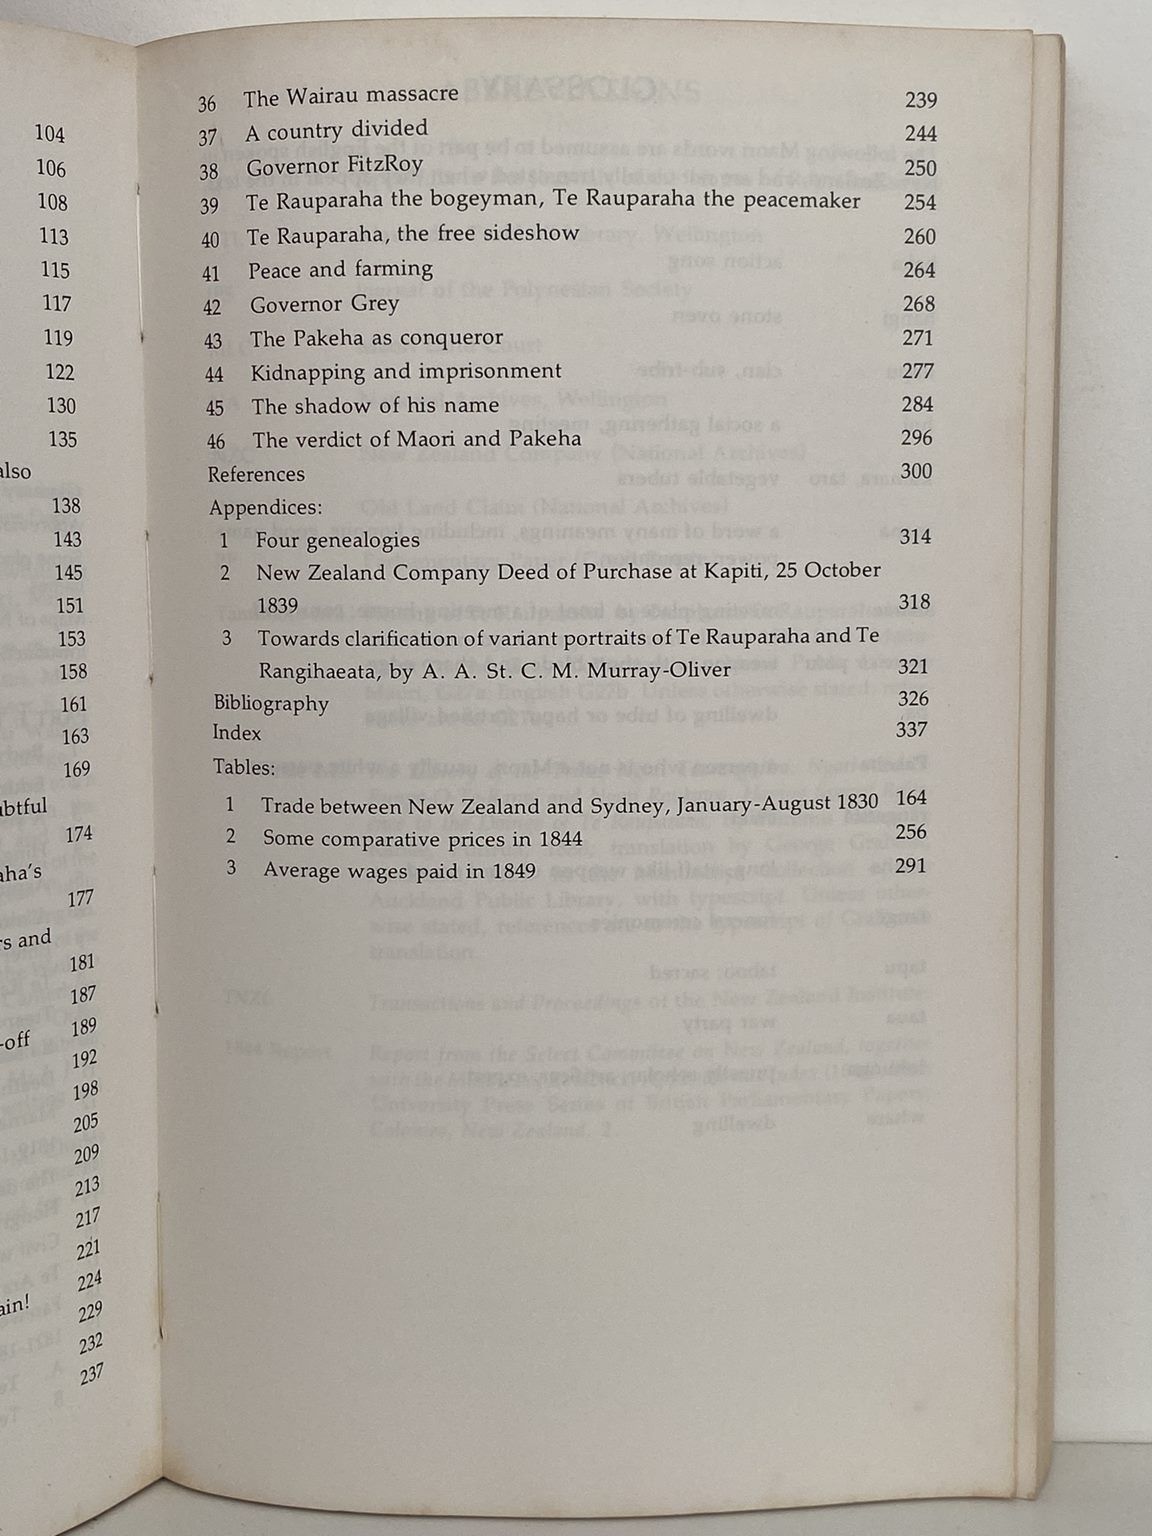 104
106
108
113
115
117
119
122
130
135
also
138
143
145
151
153
158
161
163
169
174
177
181
187
189
-off
192
198
205
209
213
217
221
224
229
232
237
36 The Wairau massacre 239
37 A country divided 244
38 Governor FitzRoy 250
39 Te Rauparaha the bogeyman, Te Rauparaha the peacemaker 254
40 Te Rauparaha, the free sideshow 260
41 Peace and farming 264
42 Governor Grey 268
43 The Pakeha as conqueror 271
44 Kidnapping and imprisonment 277
45 The shadow of his name 284
46 The verdict of Maori and Pakeha 296
References 300
Appendices:
1 Four genealogies 314
2 New Zealand Company Deed of Purchase at Kapiti, 25 October
1839 318
3 Towards clarification of variant portraits of Te Rauparaha and Te
Rangihaeata, by A. A. St. C. M. Murray-Oliver 321
Bibliography 326
Index 337
Tables:
1 Trade between New Zealand and Sydney, January-August 1830 164
2 Some comparative prices in 1844 256
3 Average wages paid in 1849 291